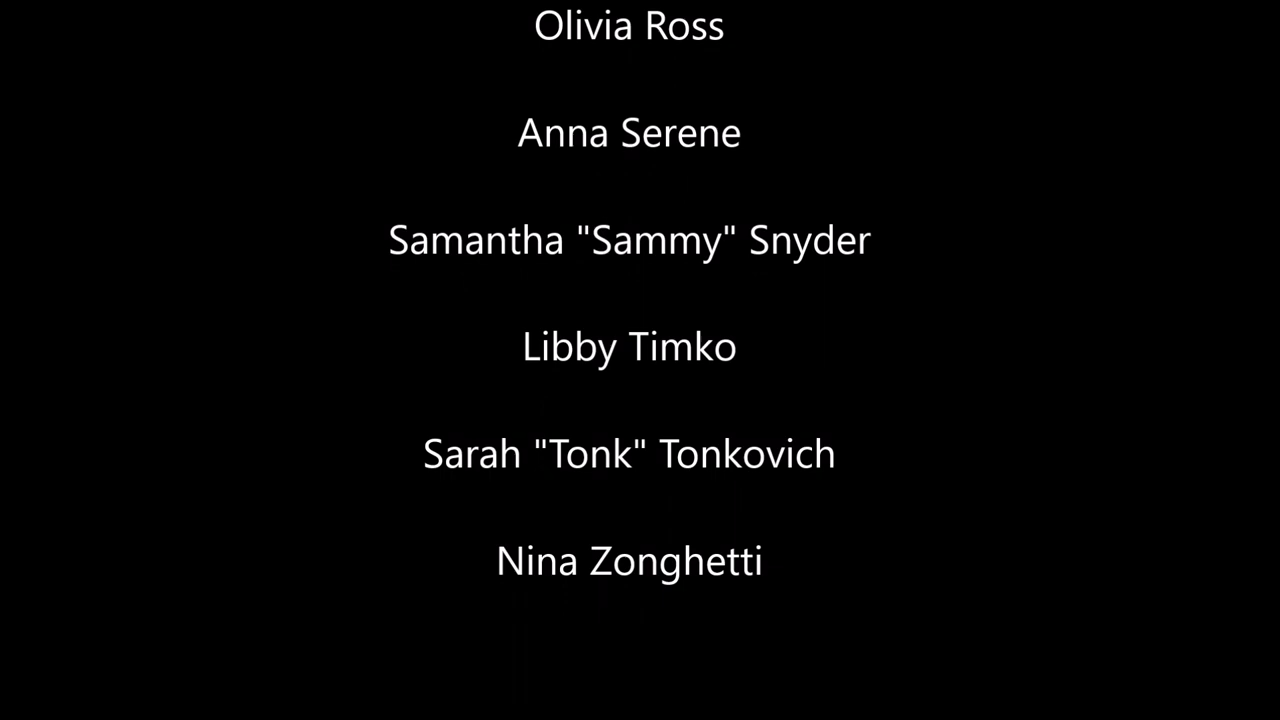 Olivia Ross
Anna Serene
Samantha "Sammy" Snyder
Libby Timko
Sarah "Tonk" Tonkovich
Nina Zonghetti